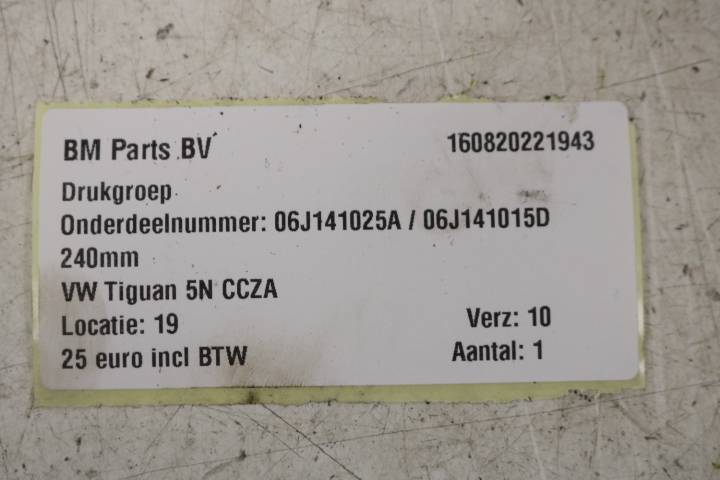 BM Parts BV
160820221943
Drukgroep
Onderdeelnummer: 06J141025A / 06J141015D
240mm
VW Tiguan 5N CCZA
Locatie: 19
Verz: 10
25 euro incl BTW
Aantal: 1